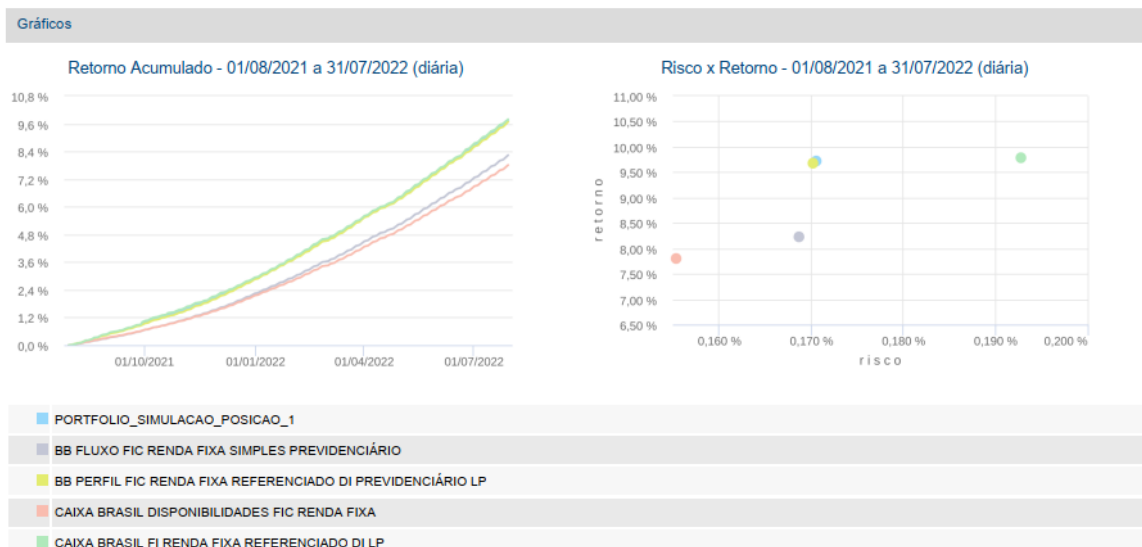 Gráficos
Retorno Acumulado - 01/08/2021 a 31/07/2022 (diária)
10,8 %
9,6 %
8,4 %
7,2 %
6,0 %
4,8 %
3,6 %
2,4 %
1,2 %
0,0 %
01/10/2021 01/01/2022 01/04/2022 01/07/2022
Risco x Retorno - 01/08/2021 a 31/07/2022 (diária)
11,00 %
10,50 %
10,00 %
9,50 %
9,00 %
8,50 %
8,00 %
7,50 %
7,00 %
6,50 %
retorno
0,160 % 0,170 % 0,180 % 0,190 % 0,200 %
risco
PORTFOLIO_SIMULACAO_POSICAO_1
BB FLUXO FIC RENDA FIXA SIMPLES PREVIDENCIÁRIO
BB PERFIL FIC RENDA FIXA REFERENCIADO DI PREVIDENCIÁRIO LP
CAIXA BRASIL DISPONIBILIDADES FIC RENDA FIXA
CAIXA BRASIL FI RENDA FIXA REFERENCIADO DI LP